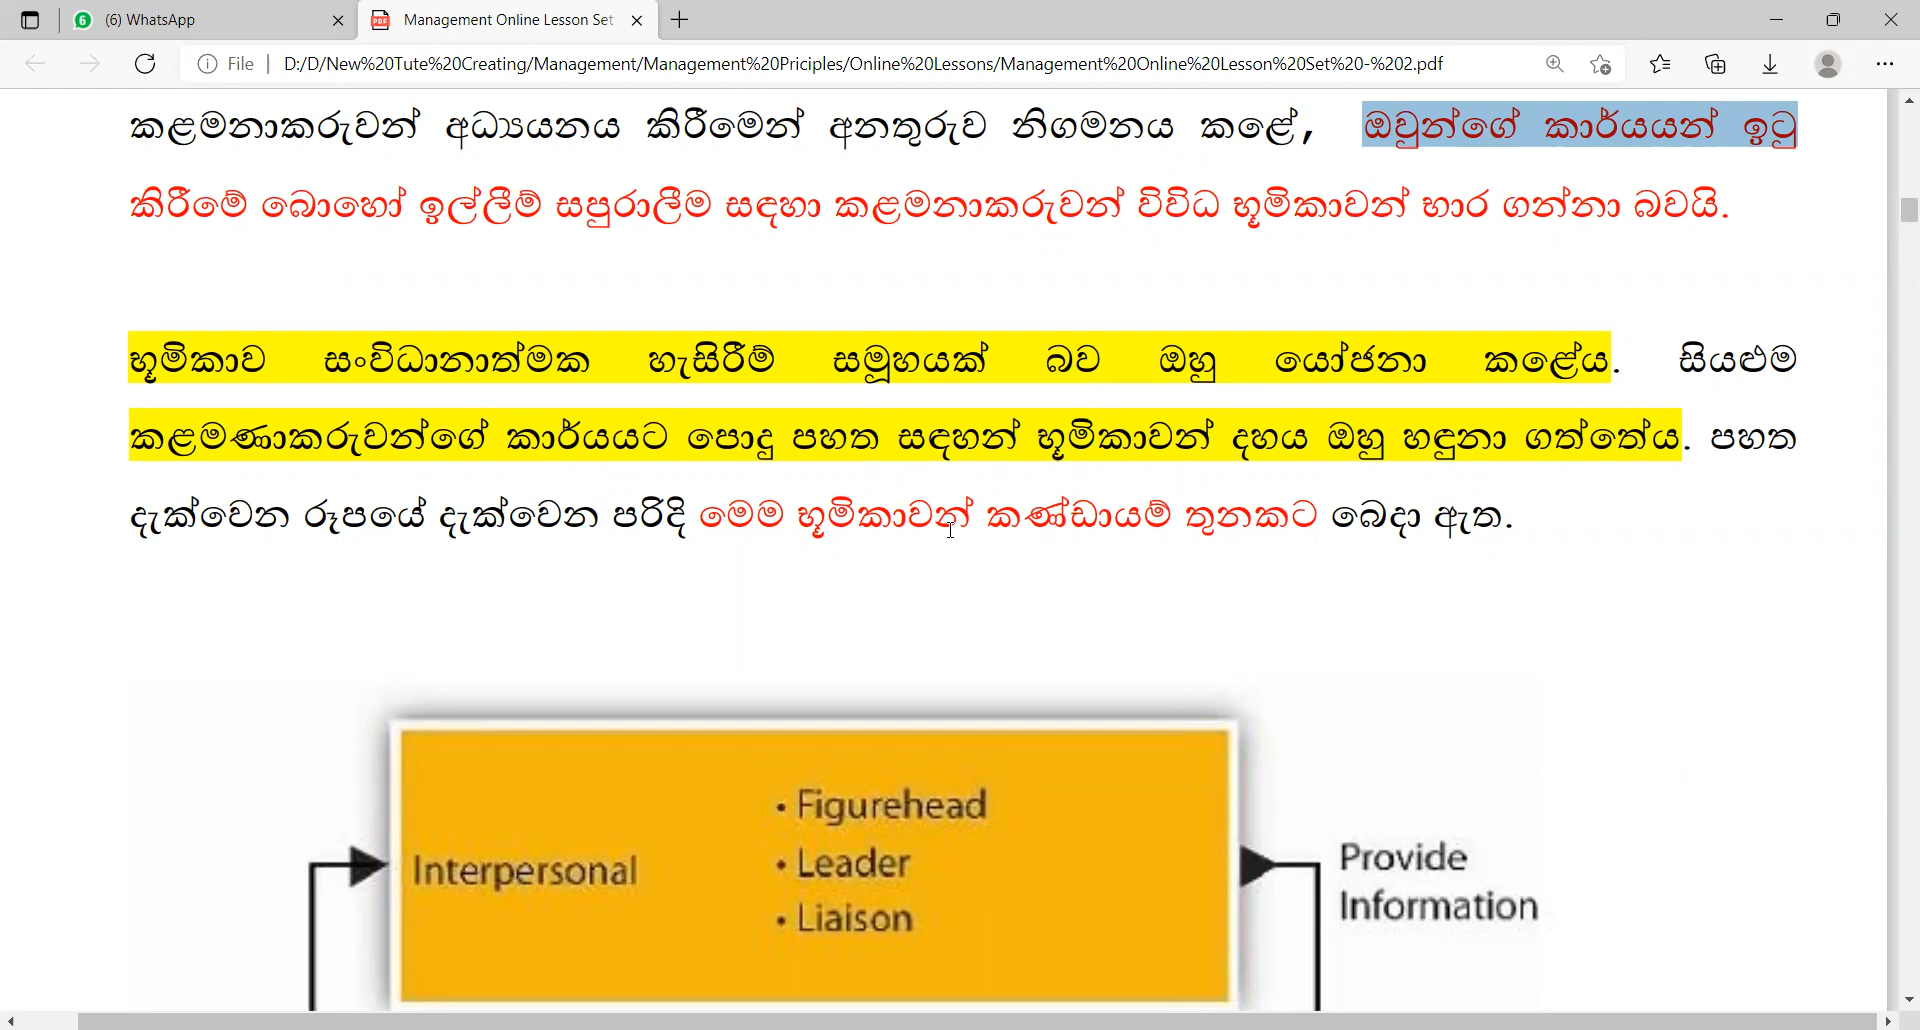 (6) WhatsApp
Management Online Lesson Set
File
D:/D/New%20Tute%20Creating/Management/Management%20Priciples/Online%20Lessons/Management%20Online%20Lesson%20Set%20-%202.pdf
කළමනාකරුවන් අධ්‍යයනය කිරීමෙන් අනතුරුව නිගමනය කළේ, ඔවුන්ගේ කාර්යයන් ඉටු
කිරීමේ බොහෝ ඉල්ලීම් සපුරාලීම සඳහා කළමනාකරුවන් විවිධ භූමිකාවන් භාර ගන්නා බවයි.
භූමිකාව සංවිධානාත්මක හැසිරීම් සමූහයක් බව ඔහු යෝජනා කළේය. සියළුම
කළමණාකරුවන්ගේ කාර්යයට පොදු පහත සඳහන් භූමිකාවන් දහය ඔහු හඳුනා ගත්තේය. පහත
දැක්වෙන රූපයේ දැක්වෙන පරිදි මෙම භූමිකාවන් කණ්ඩායම් තුනකට බෙදා ඇත.
Interpersonal
• Figurehead
• Leader
• Liaison
Provide
Information